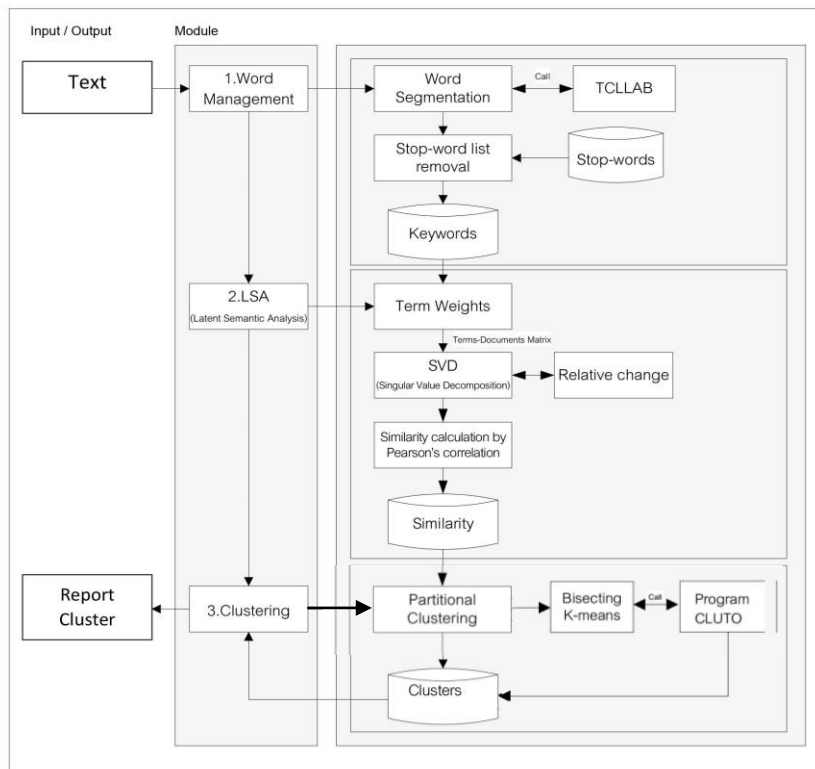 Input / Output
Module
Text
1.Word
Management
Word
Segmentation
Call
TCLLAB
Stop-word list
removal
Stop-words
Keywords
2.LSA
(Latent Semantic Analysis)
Term Weights
Terms-Documents Matrix
SVD
(Singular Value Decomposition)
Relative change
Similarity calculation by
Pearson's correlation
Similarity
Report
Cluster
3.Clustering
Partitional
Clustering
Bisecting
K-means
Call
Program
CLUTO
Clusters